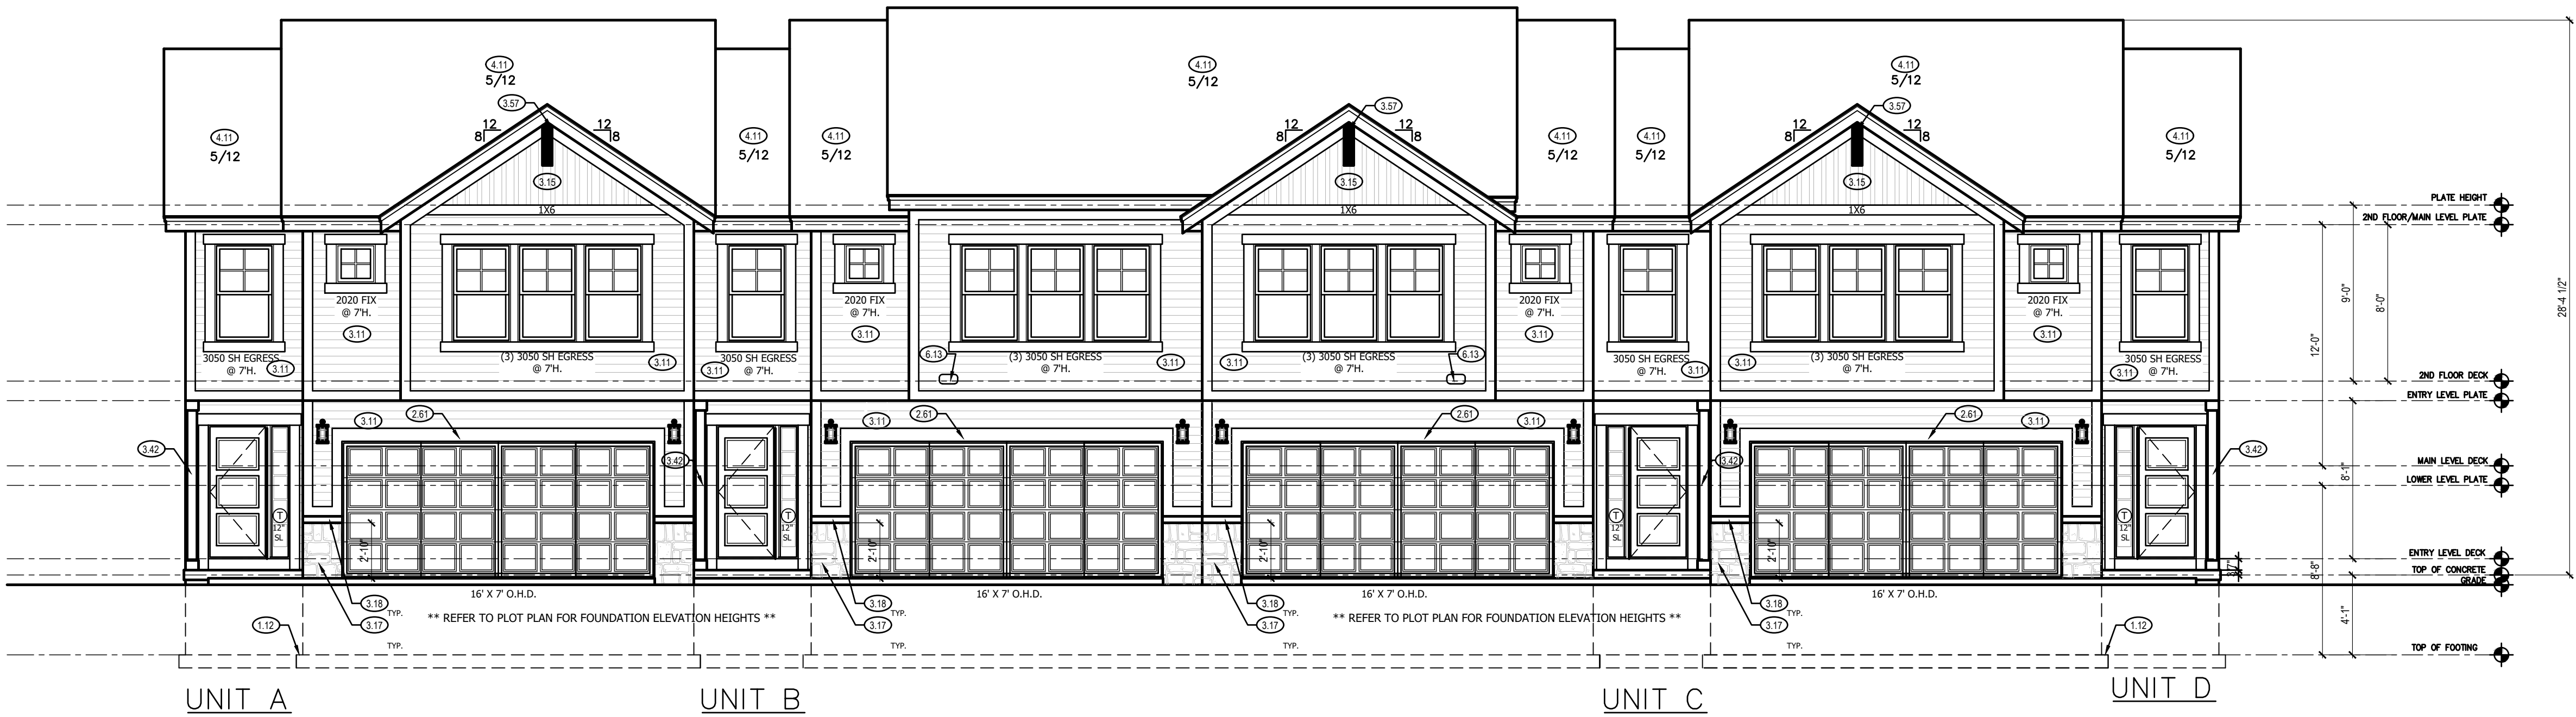 4.11
5/12
4.11
5/12
4.11
5/12
4.11
5/12
4.11
5/12
4.11
5/12
4.11
5/12
4.11
5/12
4.11
5/12
3.57
12
8
12
8
3.57
12
8
12
8
3.57
12
8
12
8
3.15
1X6
3.15
1X6
3.15
1X6
PLATE HEIGHT
2ND FLOOR/MAIN LEVEL PLATE
2ND FLOOR DECK
ENTRY LEVEL PLATE
MAIN LEVEL DECK
LOWER LEVEL PLATE
ENTRY LEVEL DECK
TOP OF CONCRETE
GRADE
TOP OF FOOTING
28'-4 1/2"
9'-0"
8'-0"
12'-0"
8'-1"
8'-8"
4'-1"
3050 SH EGRESS
@ 7'H.
3.11
2020 FIX
@ 7'H.
3.11
(3) 3050 SH EGRESS
@ 7'H.
3.11
3.11
3050 SH EGRESS
@ 7'H.
2020 FIX
@ 7'H.
3.11
6.13
(3) 3050 SH EGRESS
@ 7'H.
3.11
3.11
(3) 3050 SH EGRESS
@ 7'H.
6.13
2020 FIX
@ 7'H.
3.11
3050 SH EGRESS
@ 7'H.
3.11
3.11
(3) 3050 SH EGRESS
@ 7'H.
2020 FIX
@ 7'H.
3.11
3.11
3050 SH EGRESS
@ 7'H.
3.42
3.11
2.61
3.42
3.11
2.61
2.61
3.11
3.42
2.61
3.11
3.42
T
12"
SL
2'-10"
T
12"
SL
2'-10"
2'-10"
T
12"
SL
2'-10"
T
12"
SL
16' X 7' O.H.D.
16' X 7' O.H.D.
16' X 7' O.H.D.
16' X 7' O.H.D.
3.18
TYP.
3.17
TYP.
3.18
TYP.
3.17
TYP.
3.18
TYP.
3.17
TYP.
3.18
TYP.
3.17
TYP.
** REFER TO PLOT PLAN FOR FOUNDATION ELEVATION HEIGHTS **
** REFER TO PLOT PLAN FOR FOUNDATION ELEVATION HEIGHTS **
1.12
1.12
UNIT A
UNIT B
UNIT C
UNIT D